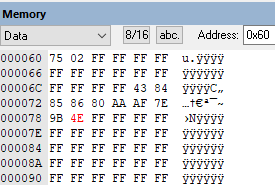 Memory
Data 8/16 abc. Address: 0x60
000060 75 02 FF FF FF FF u.ÿÿÿÿ
000066 FF FF FF FF FF FF ÿÿÿÿÿÿ
00006C FF FF FF FF 43 84 ÿÿÿÿC„
000072 85 86 80 AA AF 7E …†€ª¯~
000078 9B 4E FF FF FF FF ›Nÿÿÿÿ
00007E FF FF FF FF FF FF ÿÿÿÿÿÿ
000084 FF FF FF FF FF FF ÿÿÿÿÿÿ
00008A FF FF FF FF FF FF ÿÿÿÿÿÿ
000090 FF FF FF FF FF FF ÿÿÿÿÿÿ